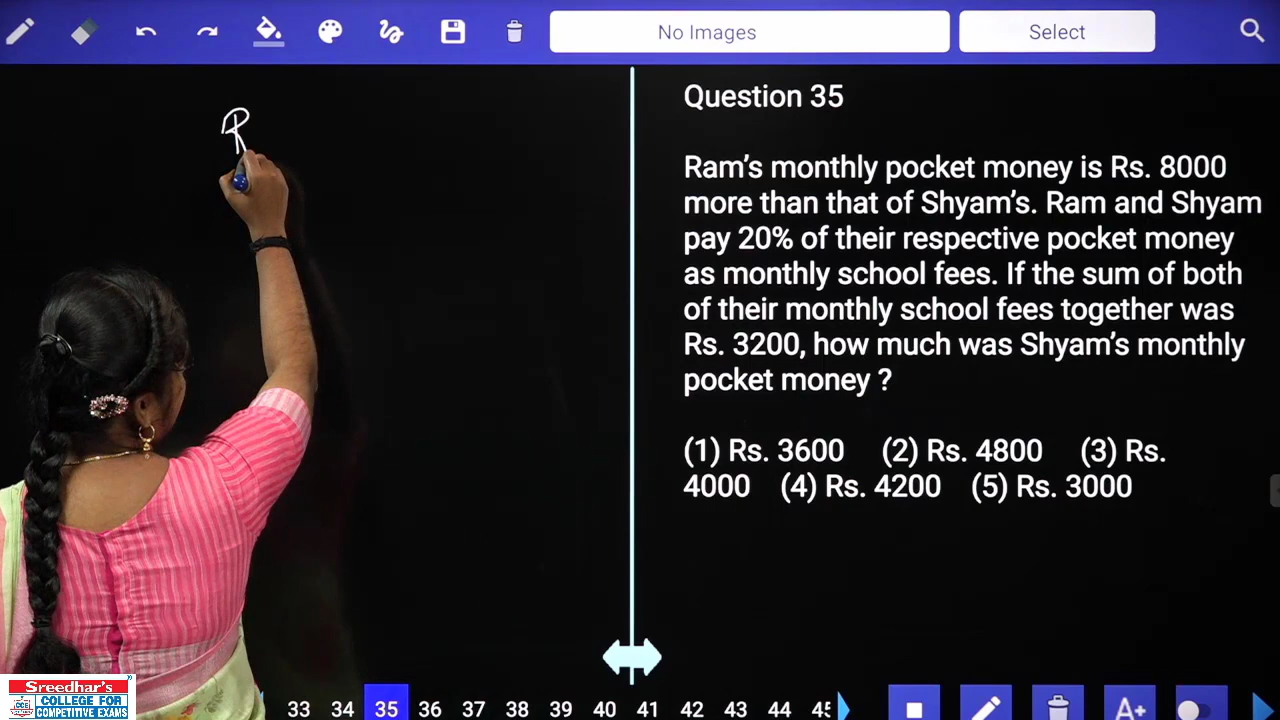 No Images
Select
Question 35
R
Ram's monthly pocket money is Rs. 8000
more than that of Shyam's. Ram and Shyam
pay 20% of their respective pocket money
as monthly school fees. If the sum of both
of their monthly school fees together was
Rs. 3200, how much was Shyam's monthly
pocket money ?
(1) Rs. 3600 (2) Rs. 4800 (3) Rs.
4000 (4) Rs. 4200 (5) Rs. 3000
33 34 35 36 37 38 39 40 41 42 43 44 45
A+
Sreedhar's
CCE
COLLEGE FOR
COMPETITIVE EXAMS